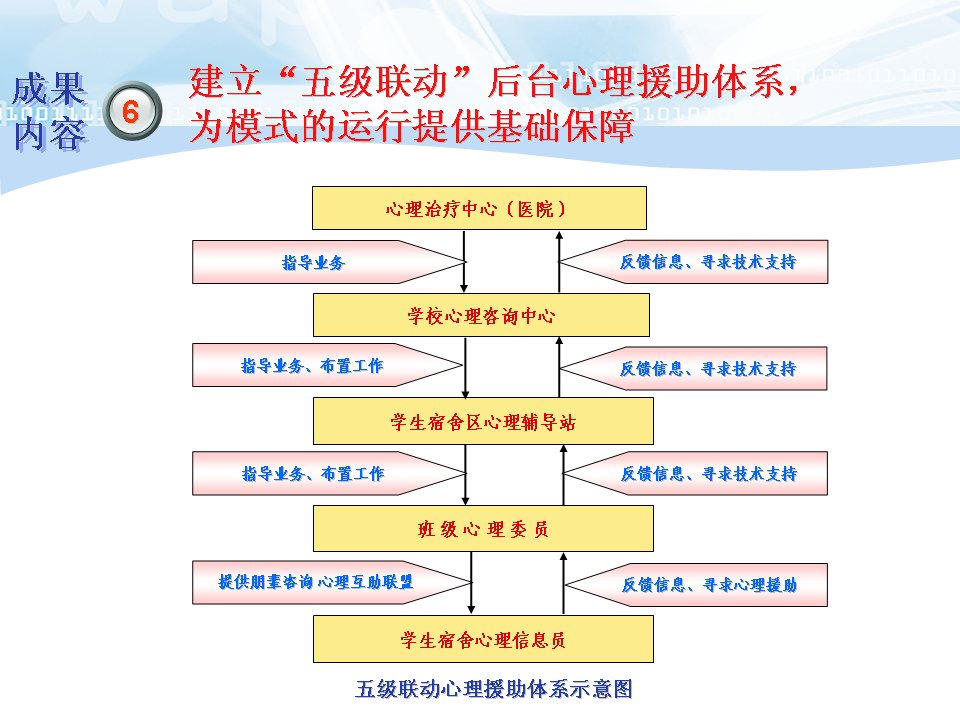 成果
内容
6
建立“五级联动”后台心理援助体系，
为模式的运行提供基础保障
心理治疗中心（医院）
指导业务
反馈信息、寻求技术支持
学校心理咨询中心
指导业务、布置工作
反馈信息、寻求技术支持
学生宿舍区心理辅导站
指导业务、布置工作
反馈信息、寻求技术支持
班级心理委员
提供朋辈咨询 心理互助联盟
反馈信息、寻求心理援助
学生宿舍心理信息员
五级联动心理援助体系示意图